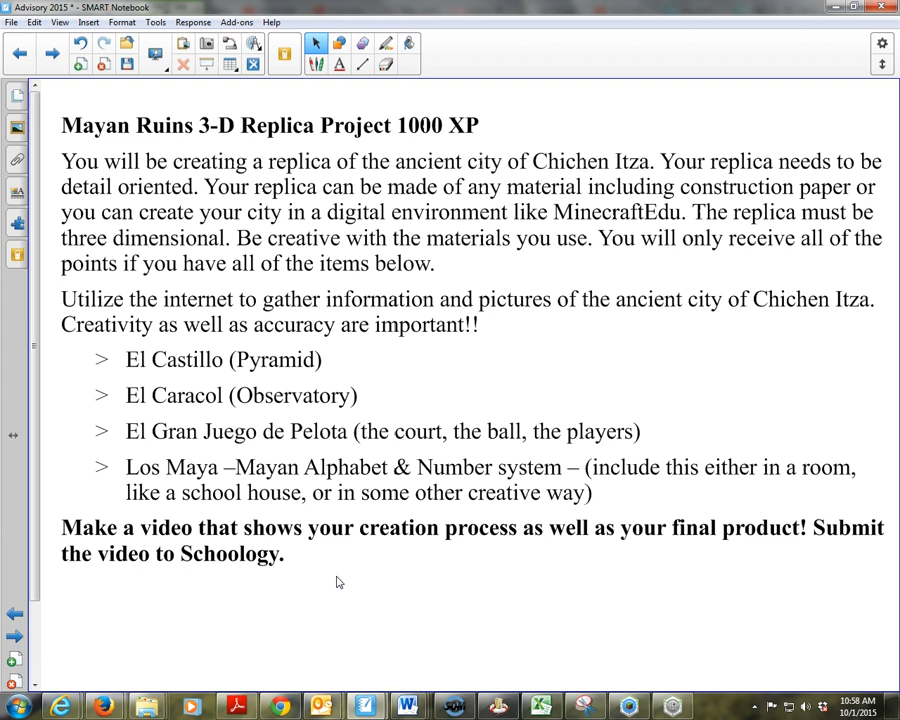 Advisory 2015 * - SMART Notebook
File Edit View Insert Format Tools Response Add-ons Help
Mayan Ruins 3-D Replica Project 1000 XP
You will be creating a replica of the ancient city of Chichen Itza. Your replica needs to be
detail oriented. Your replica can be made of any material including construction paper or
you can create your city in a digital environment like MinecraftEdu. The replica must be
three dimensional. Be creative with the materials you use. You will only receive all of the
points if you have all of the items below.
Utilize the internet to gather information and pictures of the ancient city of Chichen Itza.
Creativity as well as accuracy are important!!
> El Castillo (Pyramid)
> El Caracol (Observatory)
> El Gran Juego de Pelota (the court, the ball, the players)
> Los Maya –Mayan Alphabet & Number system – (include this either in a room,
like a school house, or in some other creative way)
Make a video that shows your creation process as well as your final product! Submit
the video to Schoology.
10:58 AM
10/1/2015